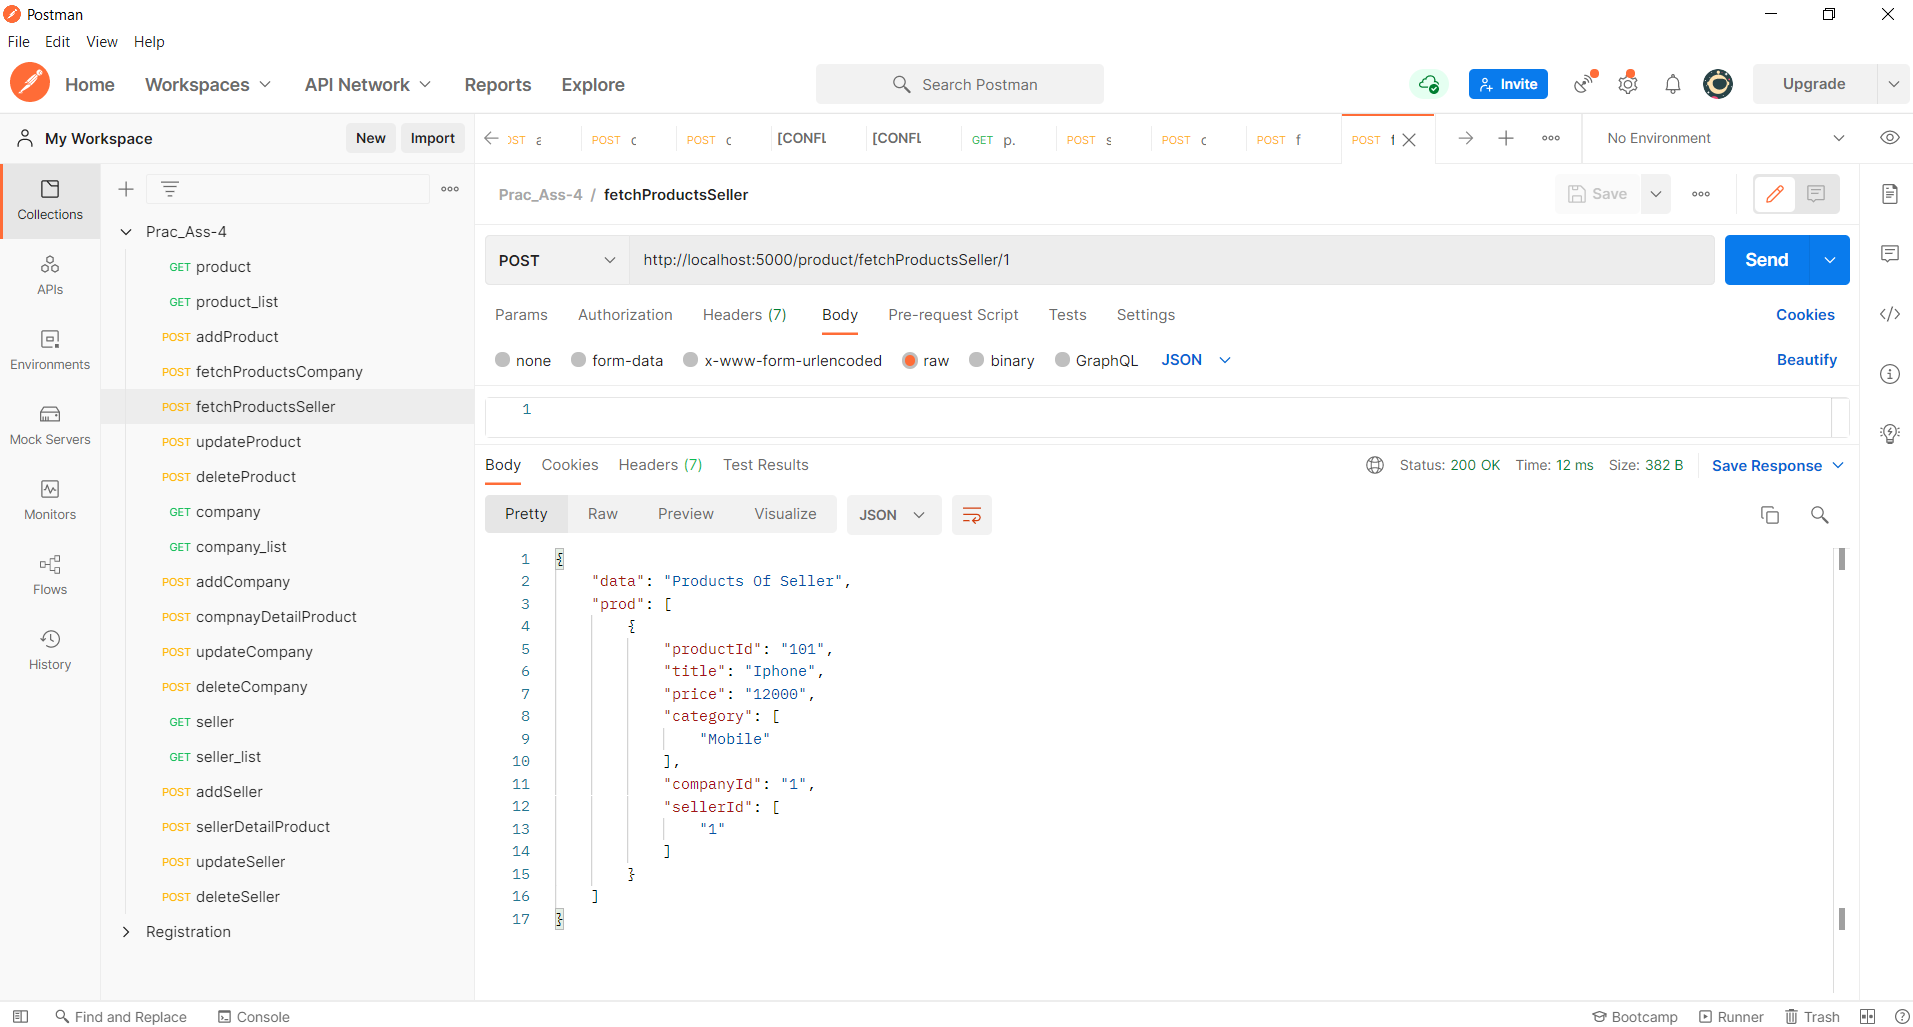 Postman
File Edit View Help
Home Workspaces API Network Reports Explore Search Postman Invite Upgrade
My Workspace New Import POST POST [CONFL [CONFL GET p. POST s POST POST f POST No Environment
Collections
APIs
Environments
Mock Servers
Monitors
Flows
History
Prac_Ass-4
GET product
GET product_list
POST addProduct
POST fetchProductsCompany
POST fetchProductsSeller
POST updateProduct
POST deleteProduct
GET company
GET company_list
POST addCompany
POST compnayDetailProduct
POST updateCompany
POST deleteCompany
GET seller
GET seller_list
POST addSeller
POST sellerDetailProduct
POST updateSeller
POST deleteSeller
Registration
Prac_Ass-4 / fetchProductsSeller Save
POST http://localhost:5000/product/fetchProductsSeller/1 Send
Params Authorization Headers (7) Body Pre-request Script Tests Settings Cookies
none form-data x-www-form-urlencoded raw binary GraphQL JSON Beautify
1
Body Cookies Headers (7) Test Results Status: 200 OK Time: 12 ms Size: 382 B Save Response
Pretty Raw Preview Visualize JSON
1 {
2 "data": "Products Of Seller",
3 "prod": [
4 {
5 "productId": "101",
6 "title": "Iphone",
7 "price": "12000",
8 "category": [
9 "Mobile"
10 ],
11 "companyId": "1",
12 "sellerId": [
13 "1"
14 ]
15 }
16 ]
17 }
Find and Replace Console Bootcamp Runner Trash